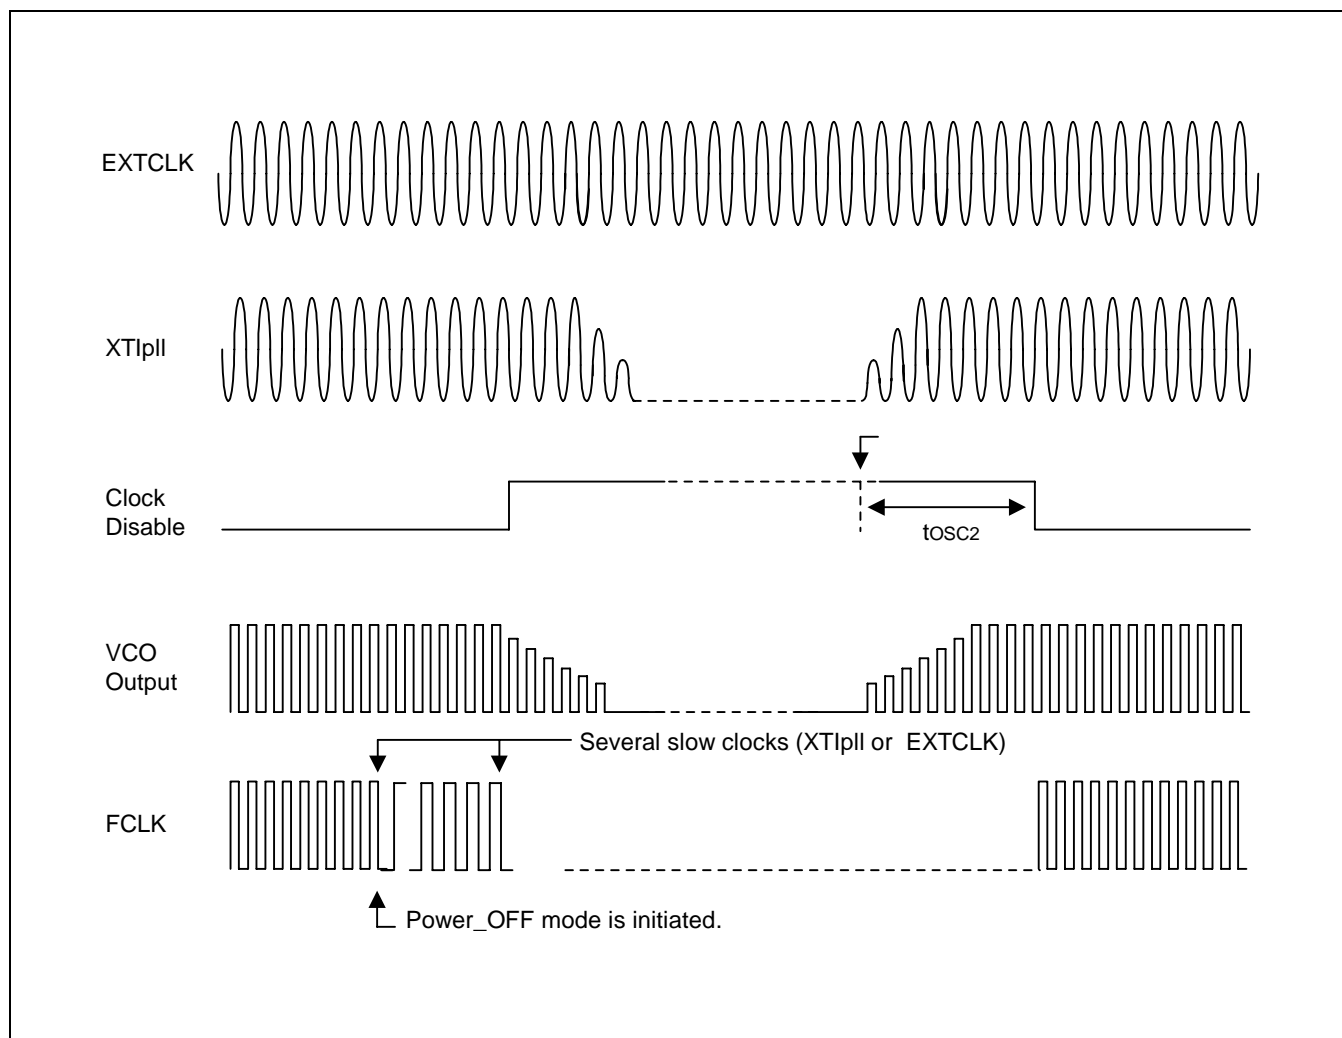 EXTCLK
XTIpll
Clock
Disable
tOSC2
VCO
Output
Several slow clocks (XTIpll or EXTCLK)
FCLK
Power_OFF mode is initiated.